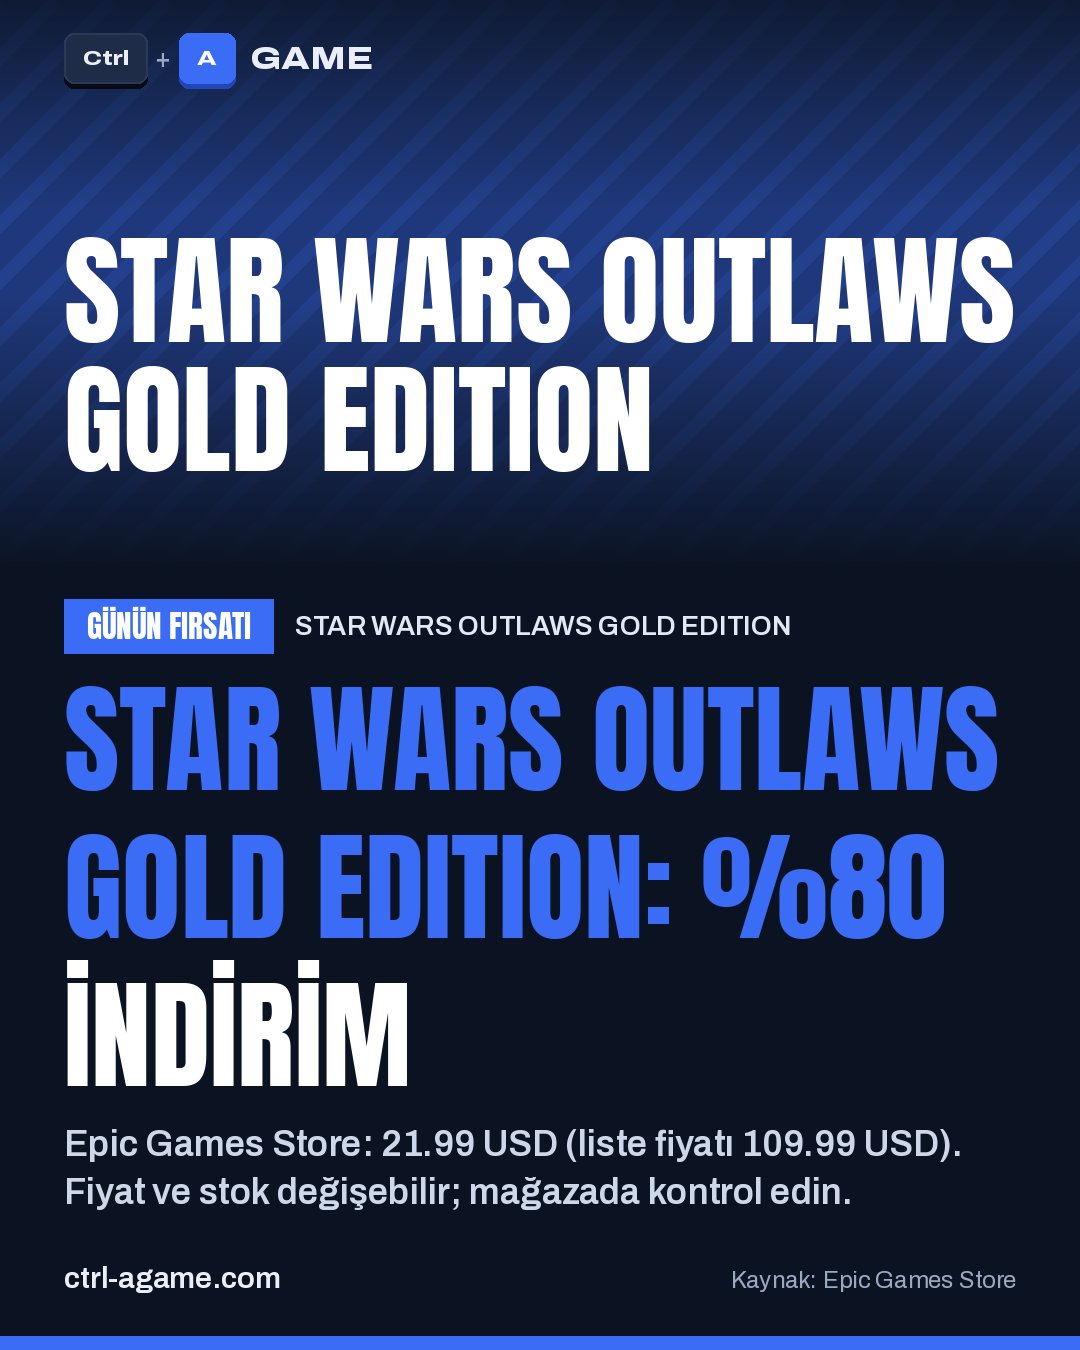 Ctrl + A GAME
STAR WARS OUTLAWS
GOLD EDITION
GÜNÜN FIRSATI STAR WARS OUTLAWS GOLD EDITION
STAR WARS OUTLAWS
GOLD EDITION: %80
İNDİRİM
Epic Games Store: 21.99 USD (liste fiyatı 109.99 USD).
Fiyat ve stok değişebilir; mağazada kontrol edin.
ctrl-agame.com Kaynak: Epic Games Store